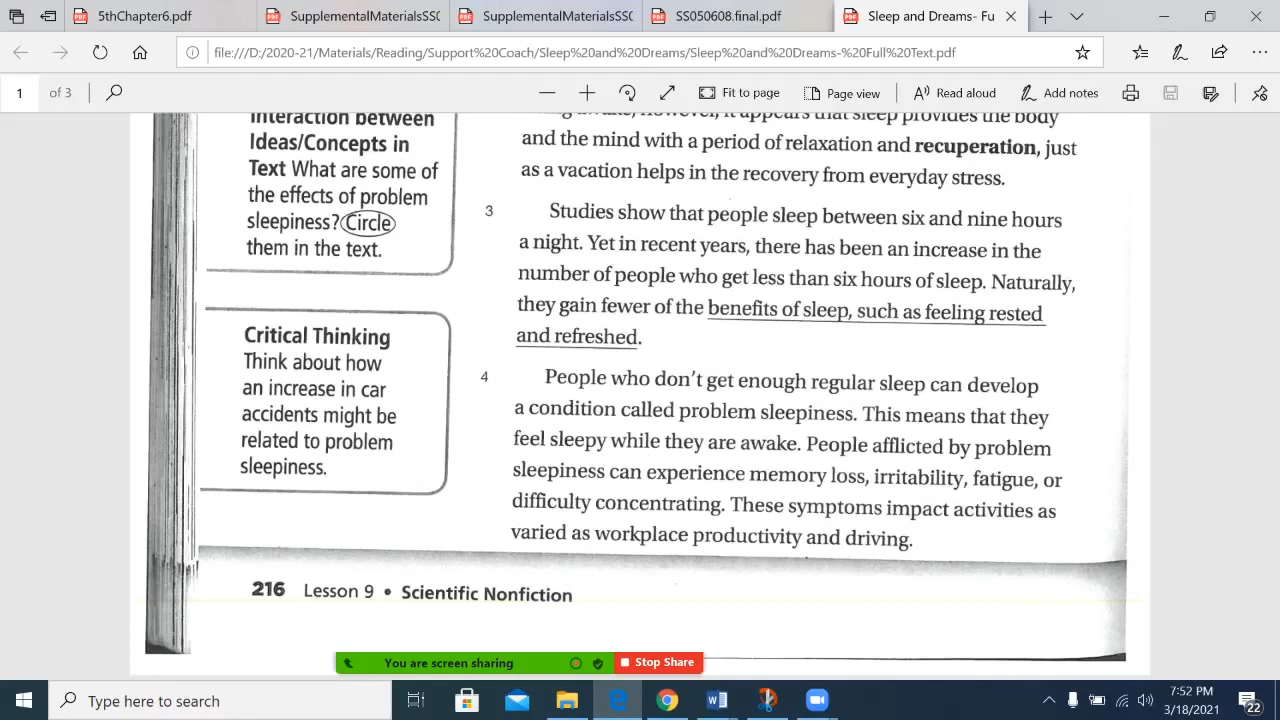 5thChapter6.pdf
SupplementalMaterialsSSO
SupplementalMaterialsSSO
SS050608.final.pdf
Sleep and Dreams- Fu
file:///D:/2020-21/Materials/Reading/Support%20Coach/Sleep%20and%20Dreams/Sleep%20and%20Dreams-%20Full%20Text.pdf
1 of 3
Fit to page
Page view
Read aloud
Add notes
Interaction between
Ideas/Concepts in
Text What are some of
the effects of problem
sleepiness? Circle
them in the text.
Critical Thinking
Think about how
an increase in car
accidents might be
related to problem
sleepiness.
however, it appears that sleep provides the body
and the mind with a period of relaxation and recuperation, just
as a vacation helps in the recovery from everyday stress.
3 Studies show that people sleep between six and nine hours
a night. Yet in recent years, there has been an increase in the
number of people who get less than six hours of sleep. Naturally,
they gain fewer of the benefits of sleep, such as feeling rested
and refreshed.
4 People who don't get enough regular sleep can develop
a condition called problem sleepiness. This means that they
feel sleepy while they are awake. People afflicted by problem
sleepiness can experience memory loss, irritability, fatigue, or
difficulty concentrating. These symptoms impact activities as
varied as workplace productivity and driving.
216 Lesson 9 • Scientific Nonfiction
You are screen sharing
Stop Share
Type here to search
7:52 PM
3/18/2021
22